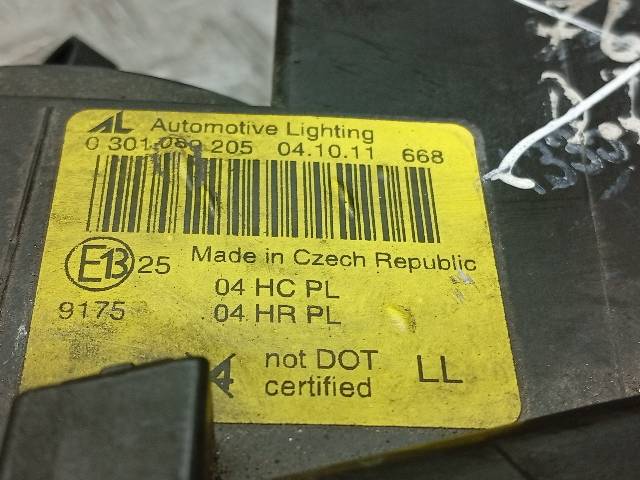 AL Automotive Lighting
0 301 089 205 04.10.11 668
E13 25 Made in Czech Republic
04 HC PL
9175 04 HR PL
not DOT LL
certified